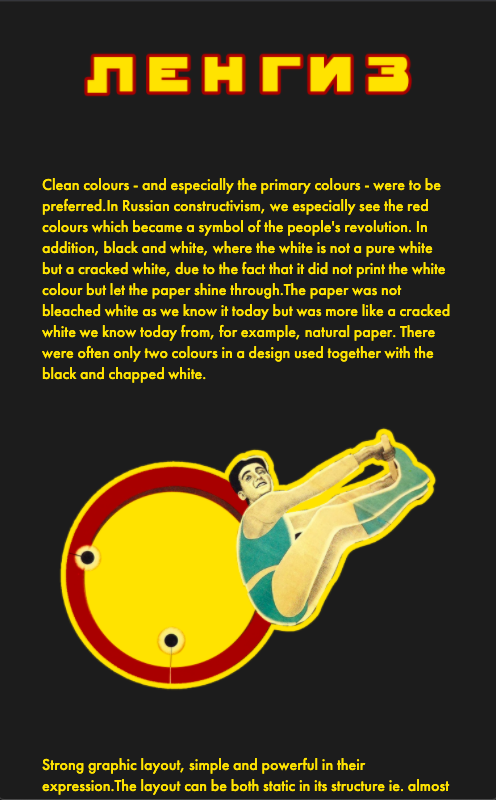 ЛЕНГИЗ
Clean colours - and especially the primary colours - were to be
preferred.In Russian constructivism, we especially see the red
colours which became a symbol of the people's revolution. In
addition, black and white, where the white is not a pure white
but a cracked white, due to the fact that it did not print the white
colour but let the paper shine through.The paper was not
bleached white as we know it today but was more like a cracked
white we know today from, for example, natural paper. There
were often only two colours in a design used together with the
black and chapped white.
Strong graphic layout, simple and powerful in their
expression.The layout can be both static in its structure ie. almost